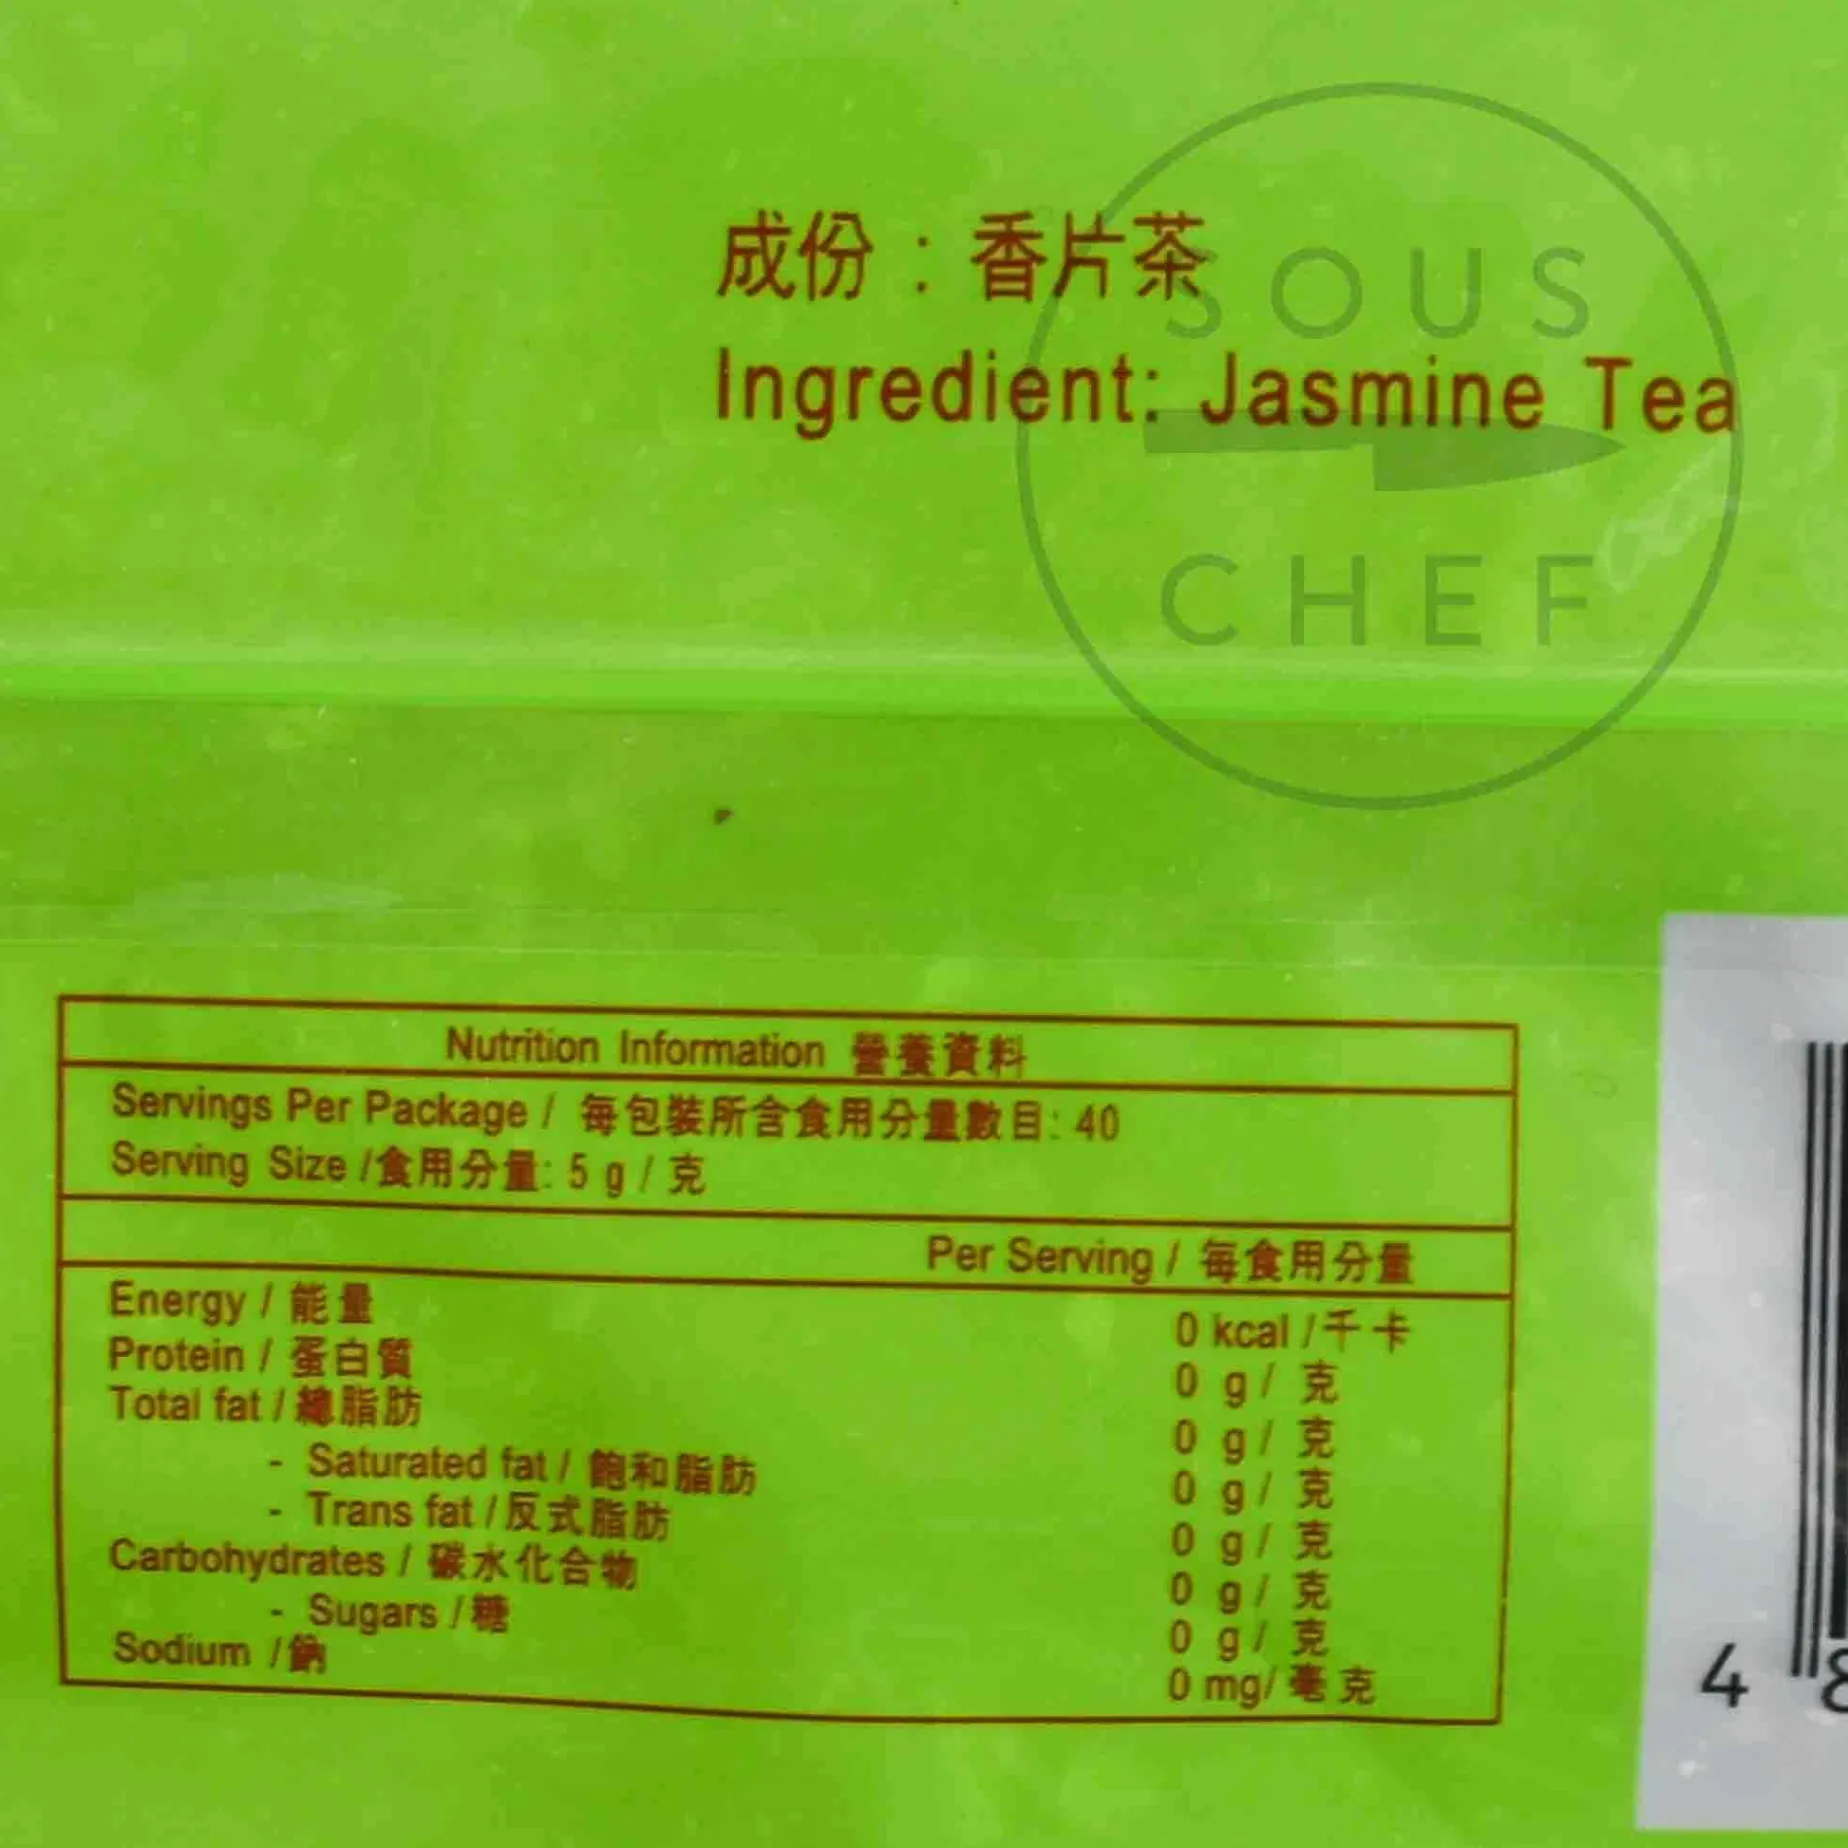 成份：香片茶
Ingredient: Jasmine Tea
SOUS
CHEF
Nutrition Information 營養資料
Servings Per Package / 每包裝所含食用分量數目: 40
Serving Size /食用分量: 5 g / 克
Per Serving / 每食用分量
Energy / 能量 0 kcal /千卡
Protein / 蛋白質 0 g / 克
Total fat / 總脂肪 0 g / 克
- Saturated fat / 飽和脂肪 0 g / 克
- Trans fat / 反式脂肪 0 g / 克
Carbohydrates / 碳水化合物 0 g / 克
- Sugars / 糖 0 g / 克
Sodium / 鈉 0 mg/ 毫克
4 8